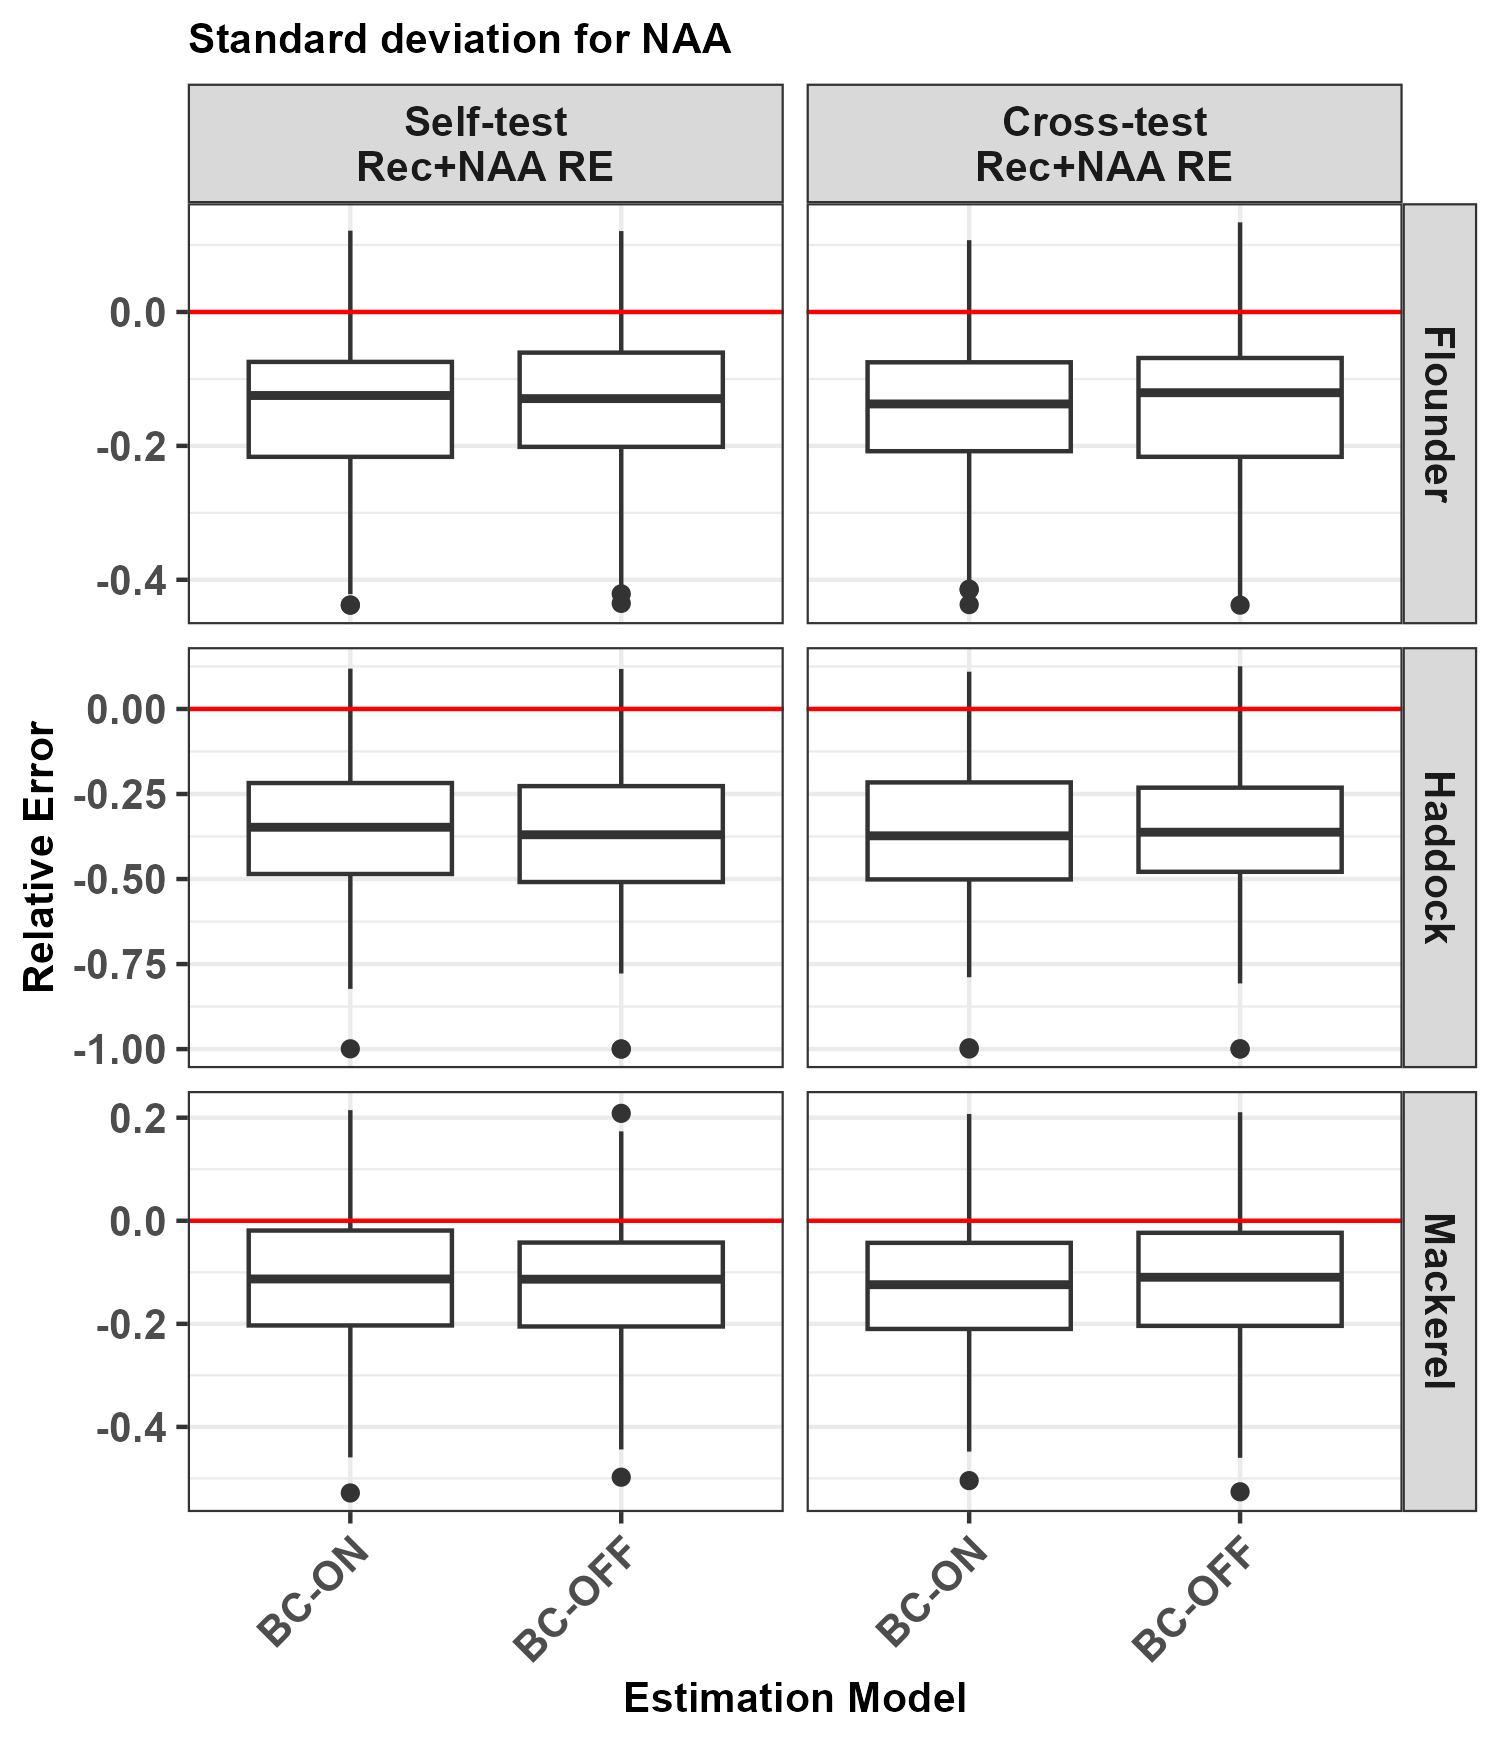 Standard deviation for NAA
Self-test
Rec+NAA RE
Cross-test
Rec+NAA RE
0.0
-0.2
-0.4
Flounder
0.00
-0.25
-0.50
-0.75
-1.00
Haddock
0.2
0.0
-0.2
-0.4
Mackerel
Relative Error
BC-ON
BC-OFF
BC-ON
BC-OFF
Estimation Model